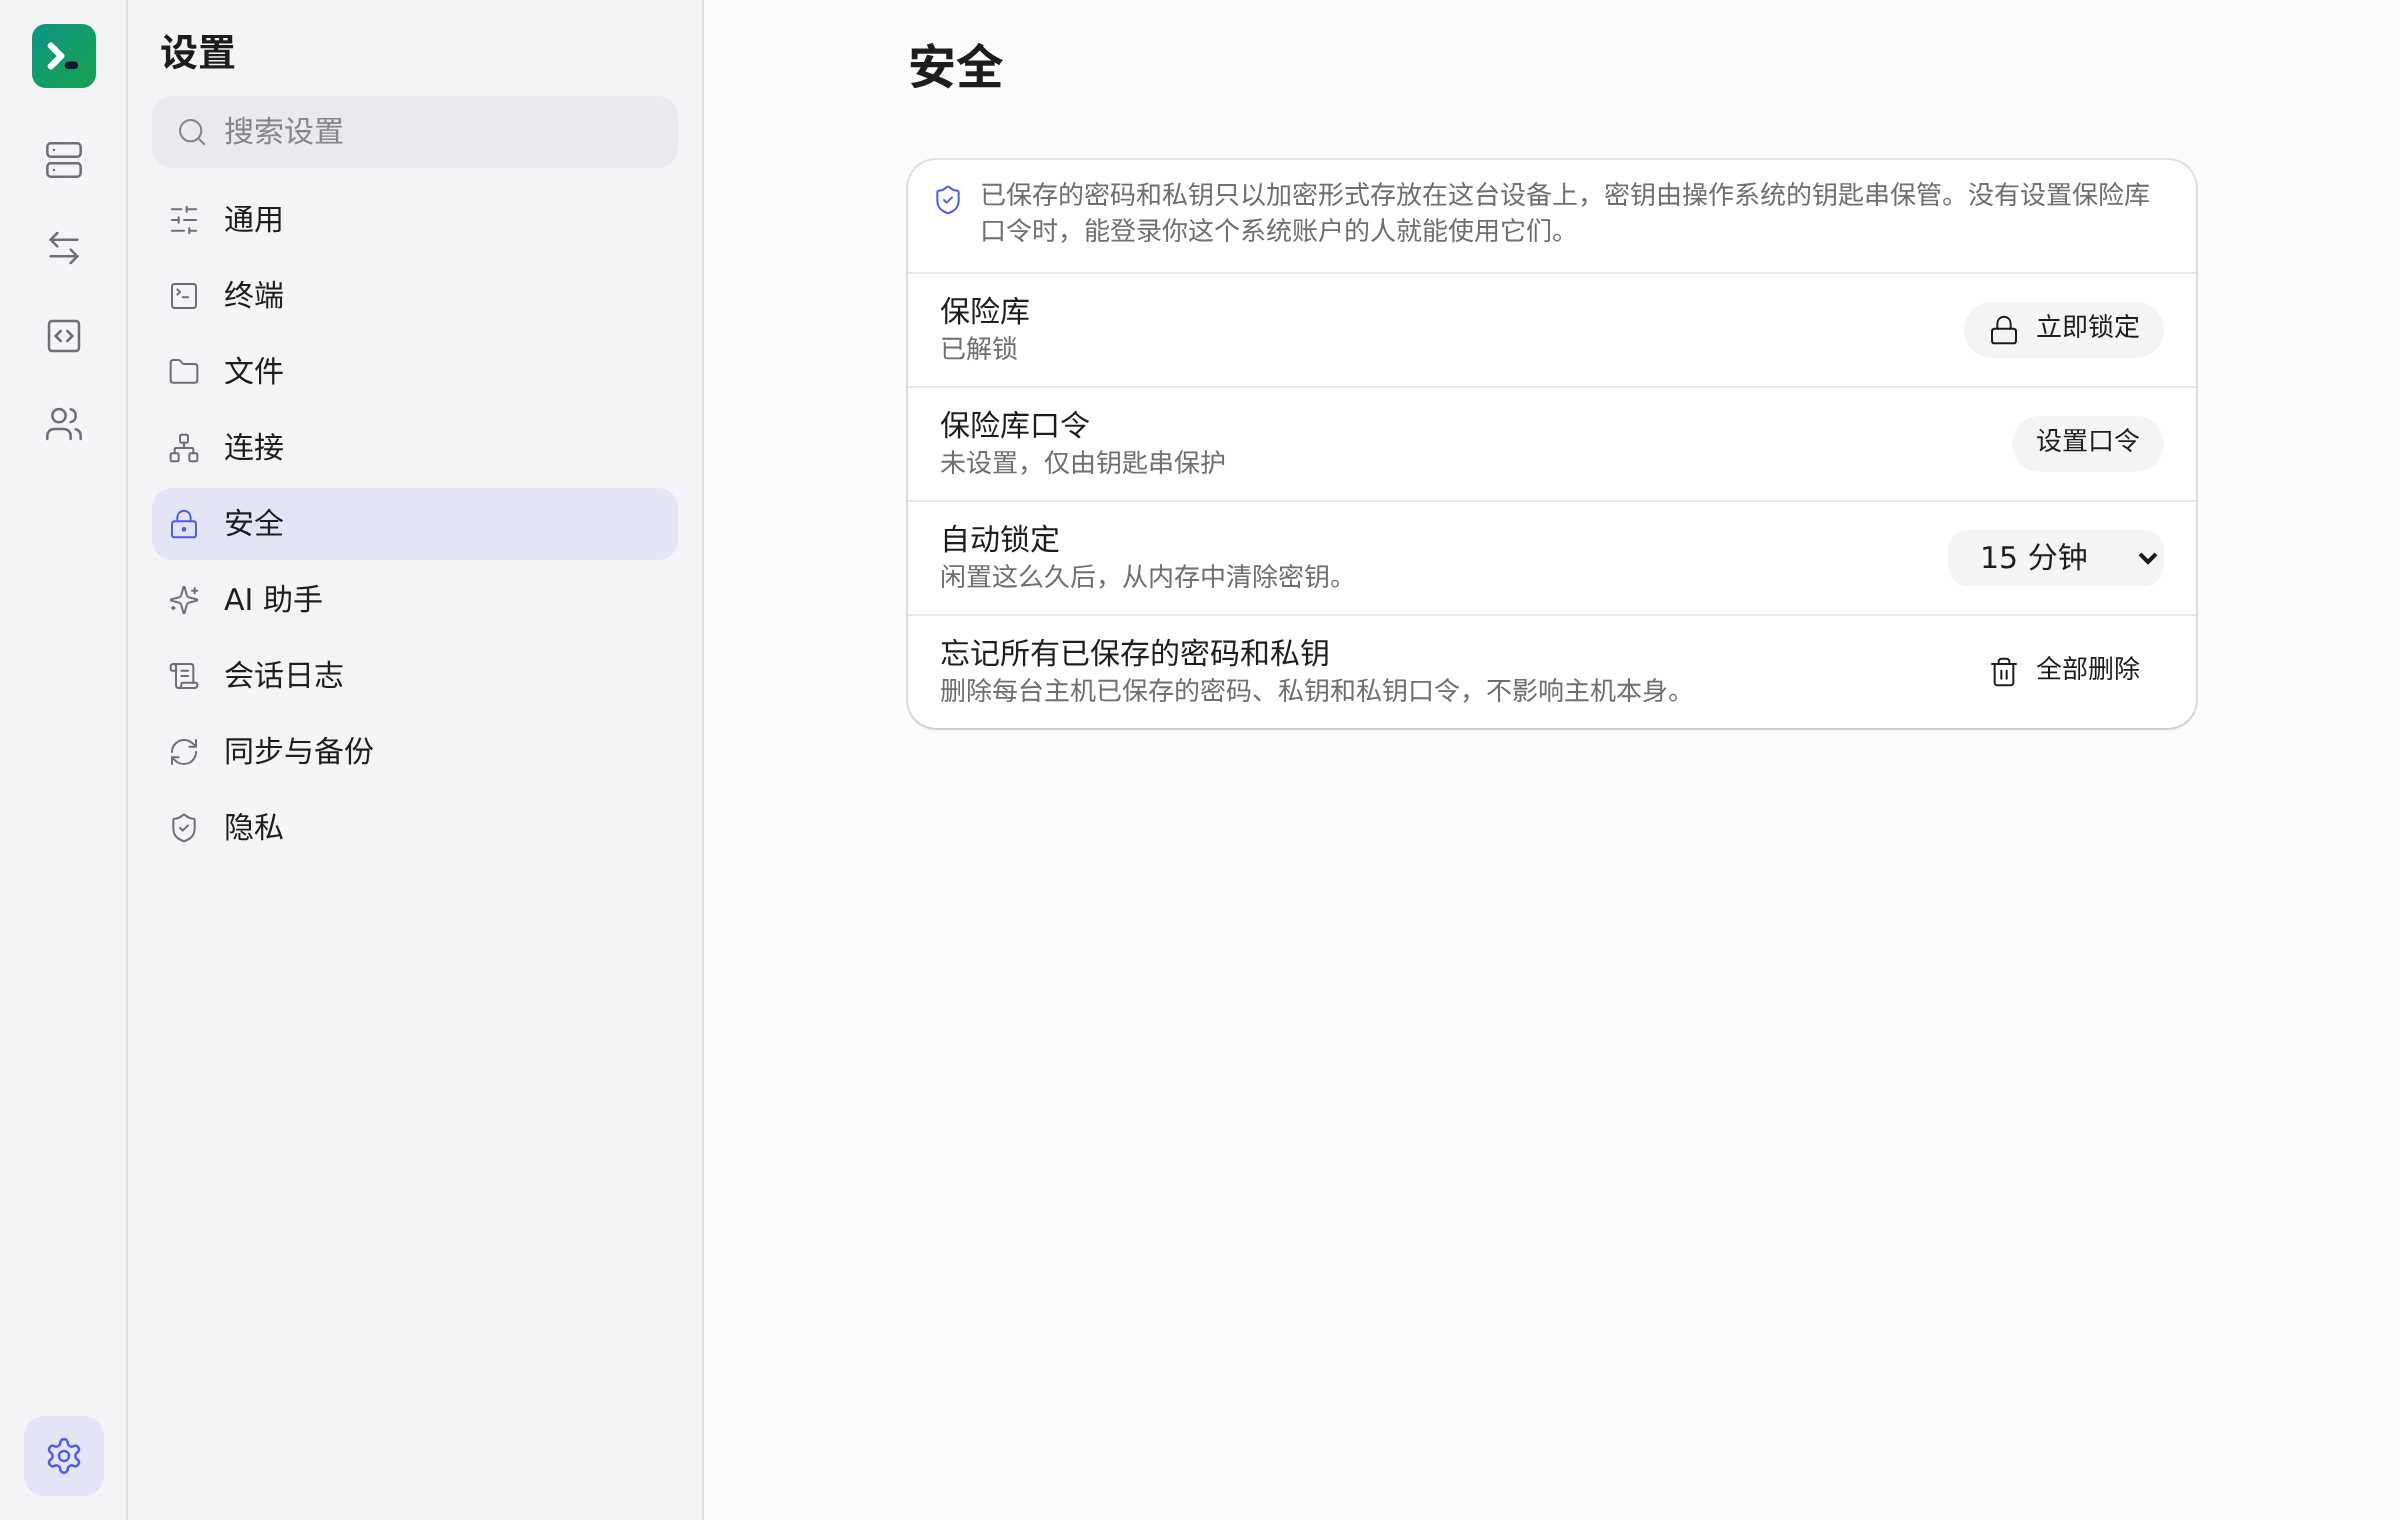 设置
搜索设置
通用
终端
文件
连接
安全
AI 助手
会话日志
同步与备份
隐私
安全
已保存的密码和私钥只以加密形式存放在这台设备上，密钥由操作系统的钥匙串保管。没有设置保险库
口令时，能登录你这个系统账户的人就能使用它们。
保险库
已解锁
立即锁定
保险库口令
未设置，仅由钥匙串保护
设置口令
自动锁定
闲置这么久后，从内存中清除密钥。
15 分钟
忘记所有已保存的密码和私钥
删除每台主机已保存的密码、私钥和私钥口令，不影响主机本身。
全部删除